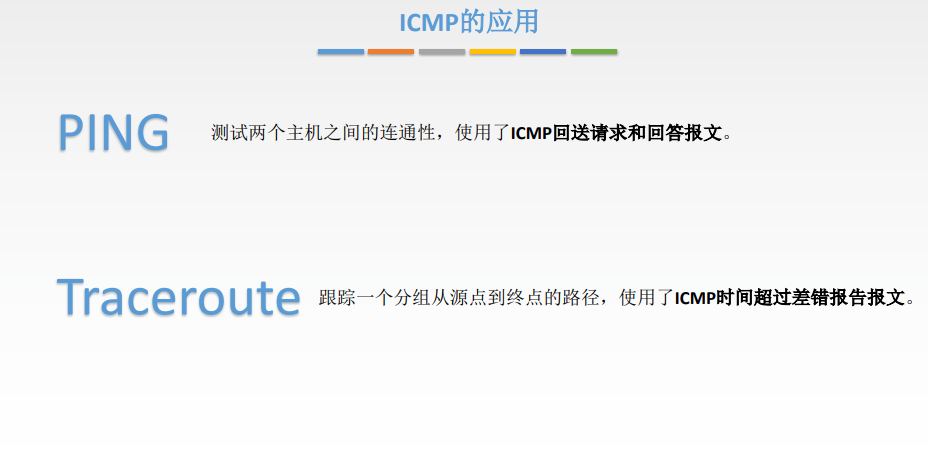 ICMP的应用
PING
测试两个主机之间的连通性，使用了ICMP回送请求和回答报文。
Traceroute
跟踪一个分组从源点到终点的路径，使用了ICMP时间超过差错报告报文。